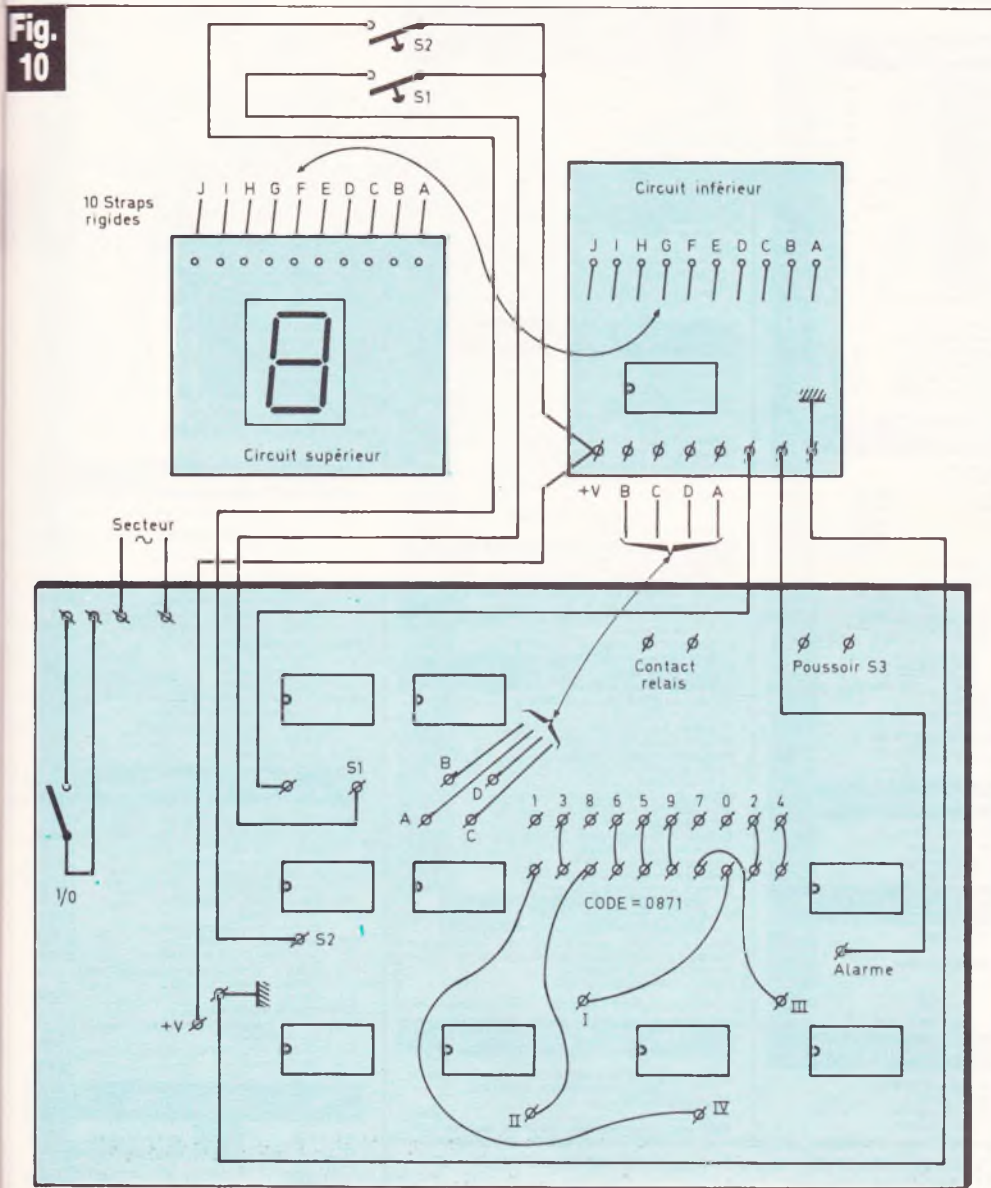 Fig.
10
S2
S1
10 Straps
rigides
J I H G F E D C B A
Circuit supérieur
Circuit inférieur
J I H G F E D C B A
+V B C D A
Secteur
~
Contact
relais
Poussoir S3
1/0
S1
B
D
A
C
1 3 8 6 5 9 7 0 2 4
CODE = 0871
S2
Alarme
+V
I
III
II
IV